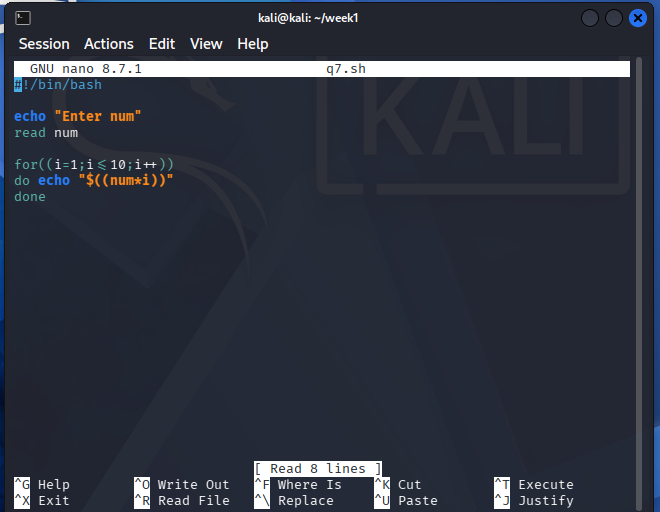 kali@kali: ~/week1
Session Actions Edit View Help
GNU nano 8.7.1 q7.sh
#!/bin/bash
echo "Enter num"
read num
for((i=1;i<=10;i++))
do echo "$((num*i))"
done
KALI
[ Read 8 lines ]
^G Help ^O Write Out ^F Where Is ^K Cut ^T Execute
^X Exit ^R Read File ^\ Replace ^U Paste ^J Justify